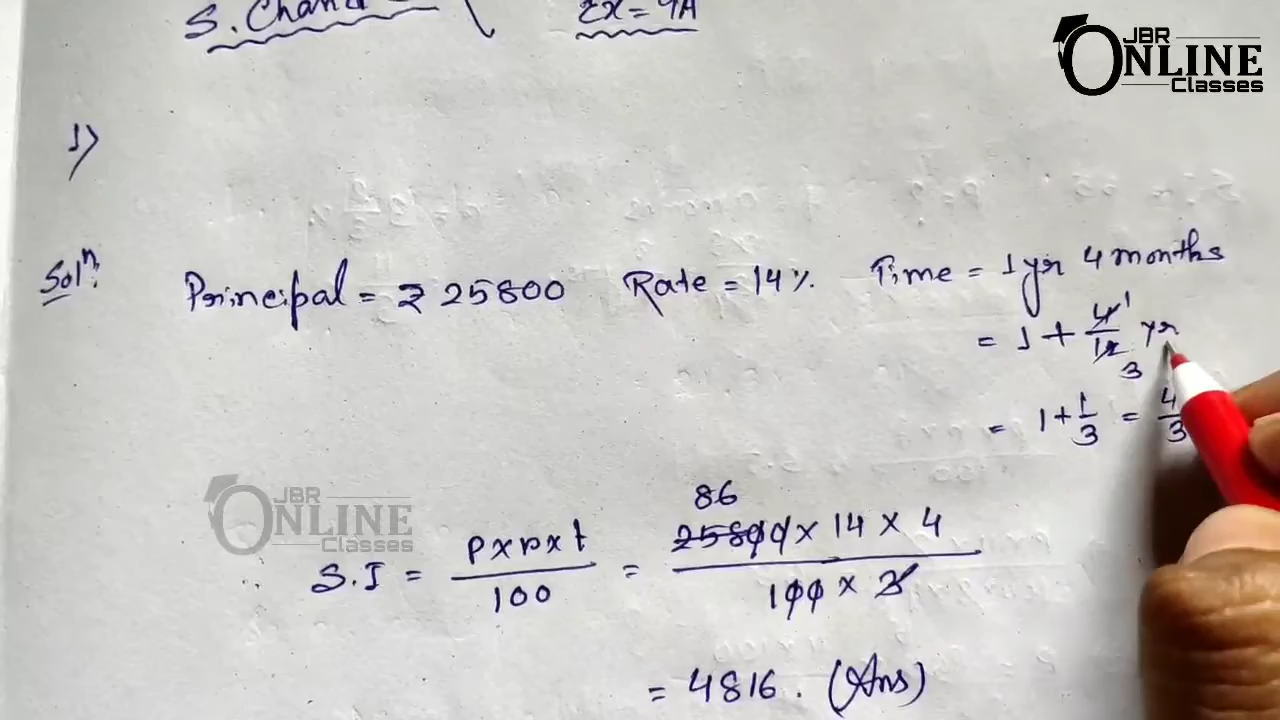 S. Chand Ex = 9A
JBR
ONLINE
Classes
1)
Solⁿ: Principal = ₹ 25800 Rate = 14% Time = 1 yr 4 months
= 1 + 4/12 yr
1
3
= 1 + 1/3 = 4/3
JBR
ONLINE
Classes
86
S.I = P×r×t/100 = 25800 × 14 × 4/100 × 3
= 4816. (Ans)